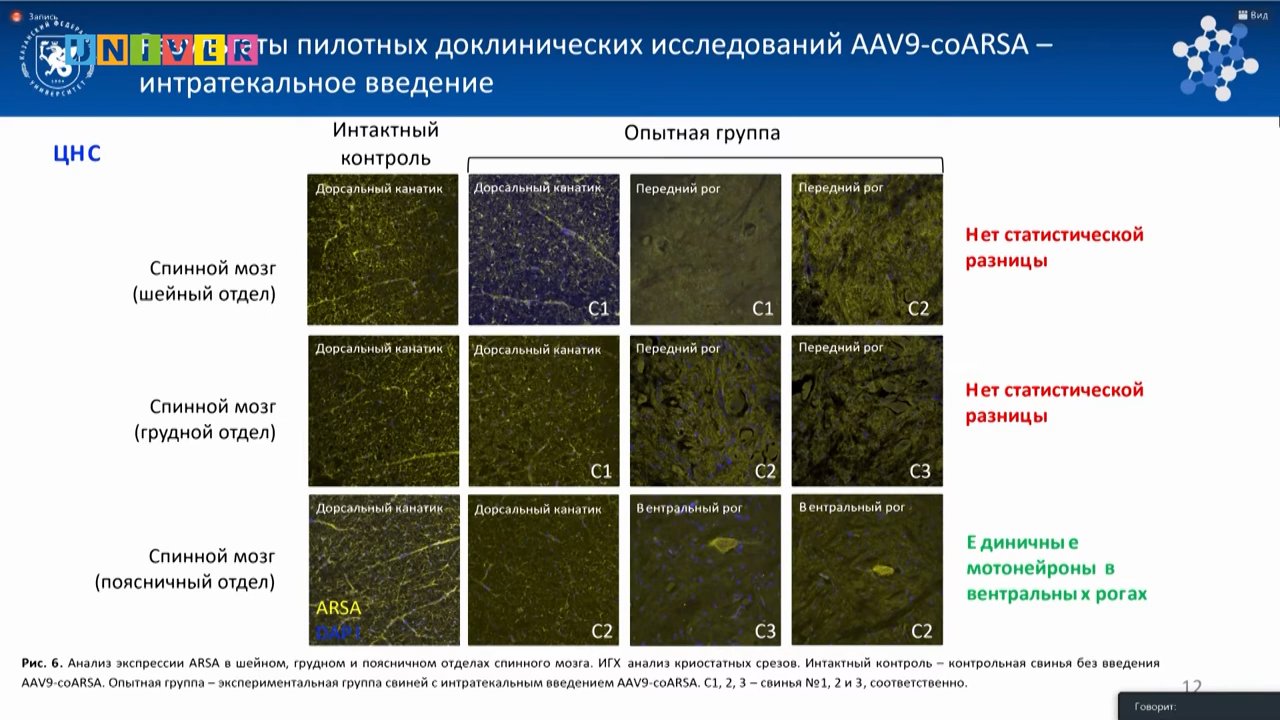 Запись
Вид
UNIVER
Результаты пилотных доклинических исследований AAV9-coARSA –
интратекальное введение
ЦНС
Интактный
контроль
Опытная группа
Дорсальный канатик
Дорсальный канатик
Передний рог
Передний рог
Спинной мозг
(шейный отдел)
C1
C1
C2
Нет статистической
разницы
Дорсальный канатик
Дорсальный канатик
Передний рог
Передний рог
Спинной мозг
(грудной отдел)
C1
C2
C3
Нет статистической
разницы
Дорсальный канатик
Дорсальный канатик
Вентральный рог
Вентральный рог
Спинной мозг
(поясничный отдел)
ARSA
DAPI
C2
C3
C2
Единичные
мотонейроны в
вентральных рогах
Рис. 6. Анализ экспрессии ARSA в шейном, грудном и поясничном отделах спинного мозга. ИГХ анализ криостатных срезов. Интактный контроль – контрольная свинья без введения
AAV9-coARSA. Опытная группа – экспериментальная группа свиней с интратекальным введением AAV9-coARSA. С1, 2, 3 – свинья №1, 2 и 3, соответственно.
12
Говорит: